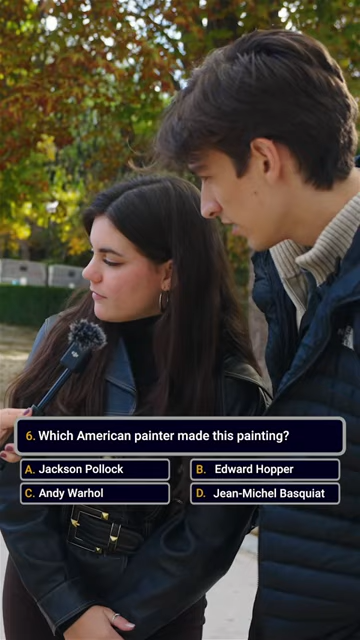 6. Which American painter made this painting?
A. Jackson Pollock
B. Edward Hopper
C. Andy Warhol
D. Jean-Michel Basquiat